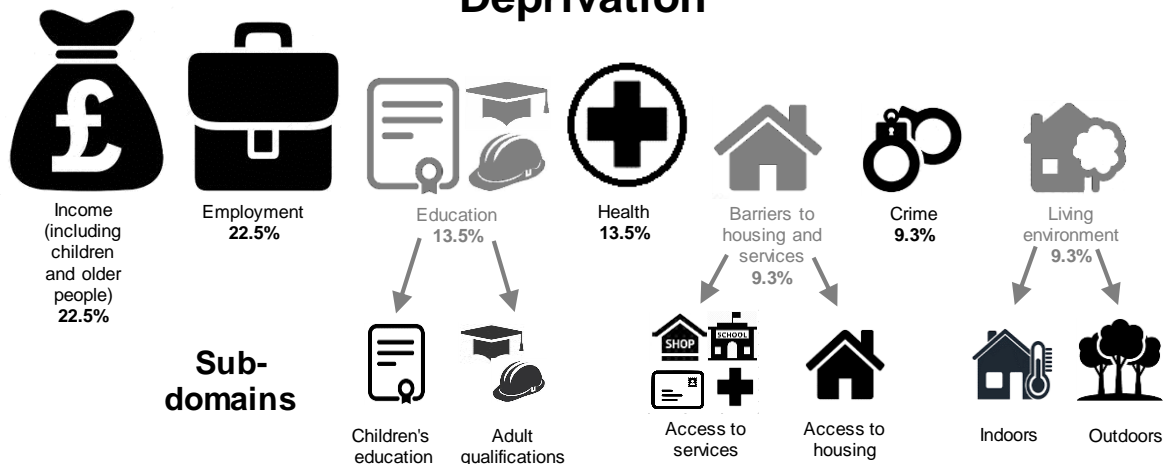 Deprivation
£
Income
(including
children
and older
people)
22.5%
Employment
22.5%
Education
13.5%
Health
13.5%
Barriers to
housing and
services
9.3%
Crime
9.3%
Living
environment
9.3%
Sub-
domains
SHOP
SCHOOL
Children's
education
Adult
qualifications
Access to
services
Access to
housing
Indoors
Outdoors